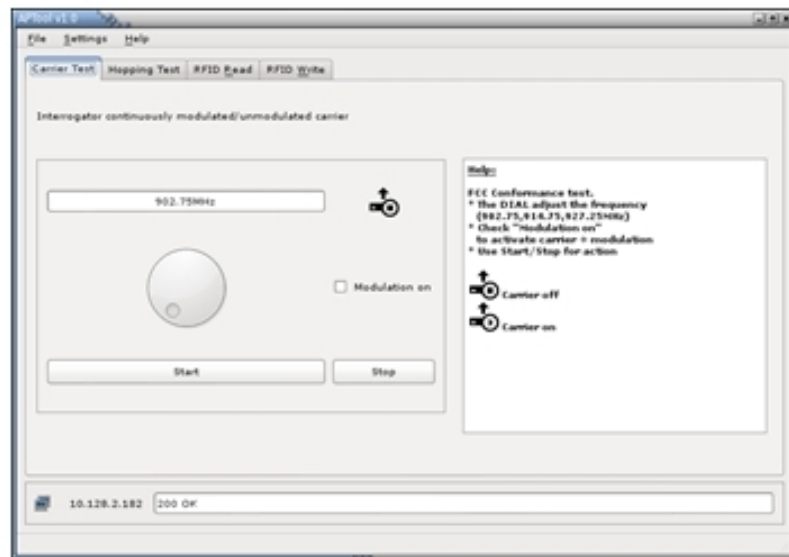 APTool v1.0
File Settings Help
Carrier Test Hopping Test RFID Read RFID Write
Interrogator continuously modulated/unmodulated carrier
902.75MHz
Modulation on
Start Stop
Help:
FCC Conformance test.
* The DIAL adjust the frequency
(902.75,914.75,927.25MHz)
* Check "Modulation on"
to activate carrier + modulation
* Use Start/Stop for action
Carrier off
Carrier on
10.128.2.182 200 OK